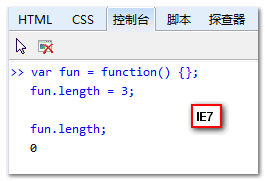 HTML CSS 控制台 脚本 探查器
>> var fun = function() {};
fun.length = 3;
IE7
fun.length;
0